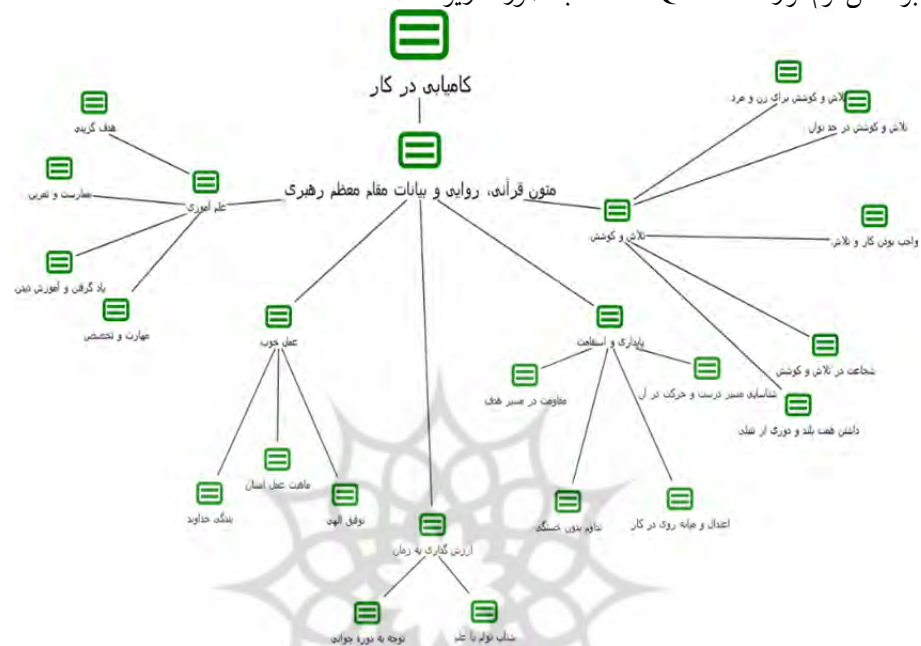 کامیابی در کار
متون قرآنی، روایی و بیانات مقام معظم رهبری
تلاش و کوشش
تلاش و کوشش برای زن و مرد
تلاش و کوشش در حد توان
واجب بودن کار و تلاش
شجاعت در تلاش و کوشش
داشتن همت بلند و دوری از تنبلی
پایداری و استقامت
شناسایی مسیر درست و حرکت در آن
اعتدال و میانه روی در کار
تداوم بدون خستگی
مقاومت در مسیر هدف
ارزش گذاری به زمان
شتاب توام با علم
توجه به دوره جوانی
عمل خوب
توفیق الهی
ماهیت عمل انسان
بندگی خداوند
علم آموزی
هدف گزینی
ممارست و تمرین
یاد گرفتن و آموزش دیدن
مهارت و تخصص